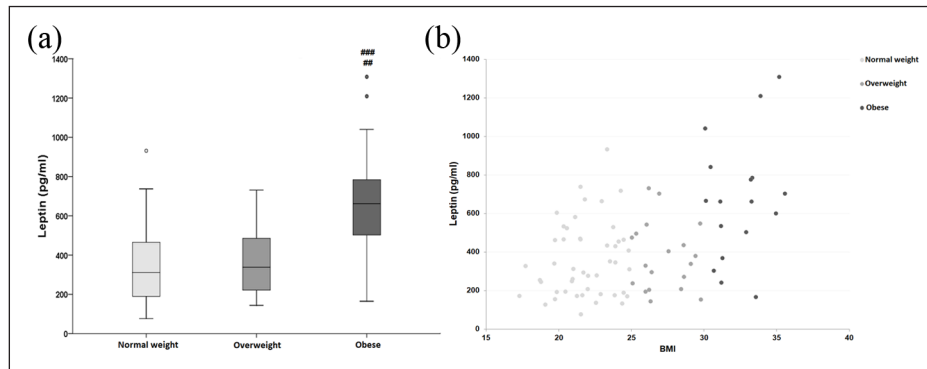 (a)
###
##
1400
1200
1000
800
600
400
200
0
Leptin (pg/ml)
Normal weight
Overweight
Obese
(b)
1400
1200
1000
800
600
400
200
0
Leptin (pg/ml)
15
20
25
30
35
40
BMI
Normal weight
Overweight
Obese